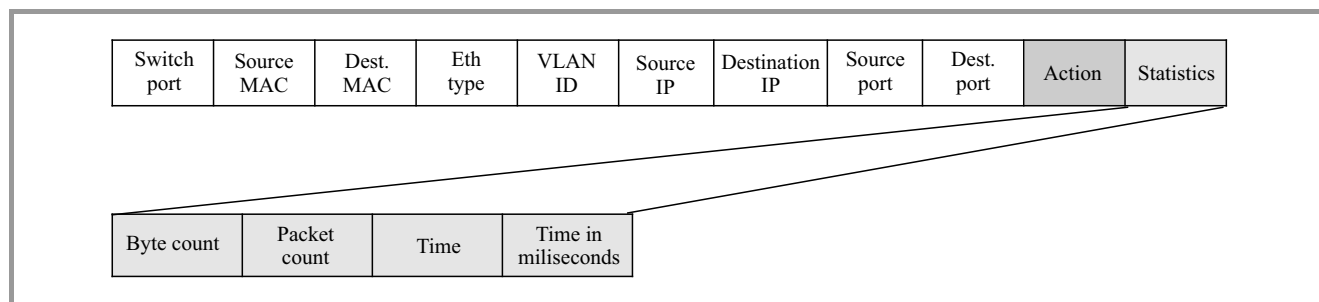 Switch
port
Source
MAC
Dest.
MAC
Eth
type
VLAN
ID
Source
IP
Destination
IP
Source
port
Dest.
port
Action
Statistics
Byte count
Packet
count
Time
Time in
miliseconds